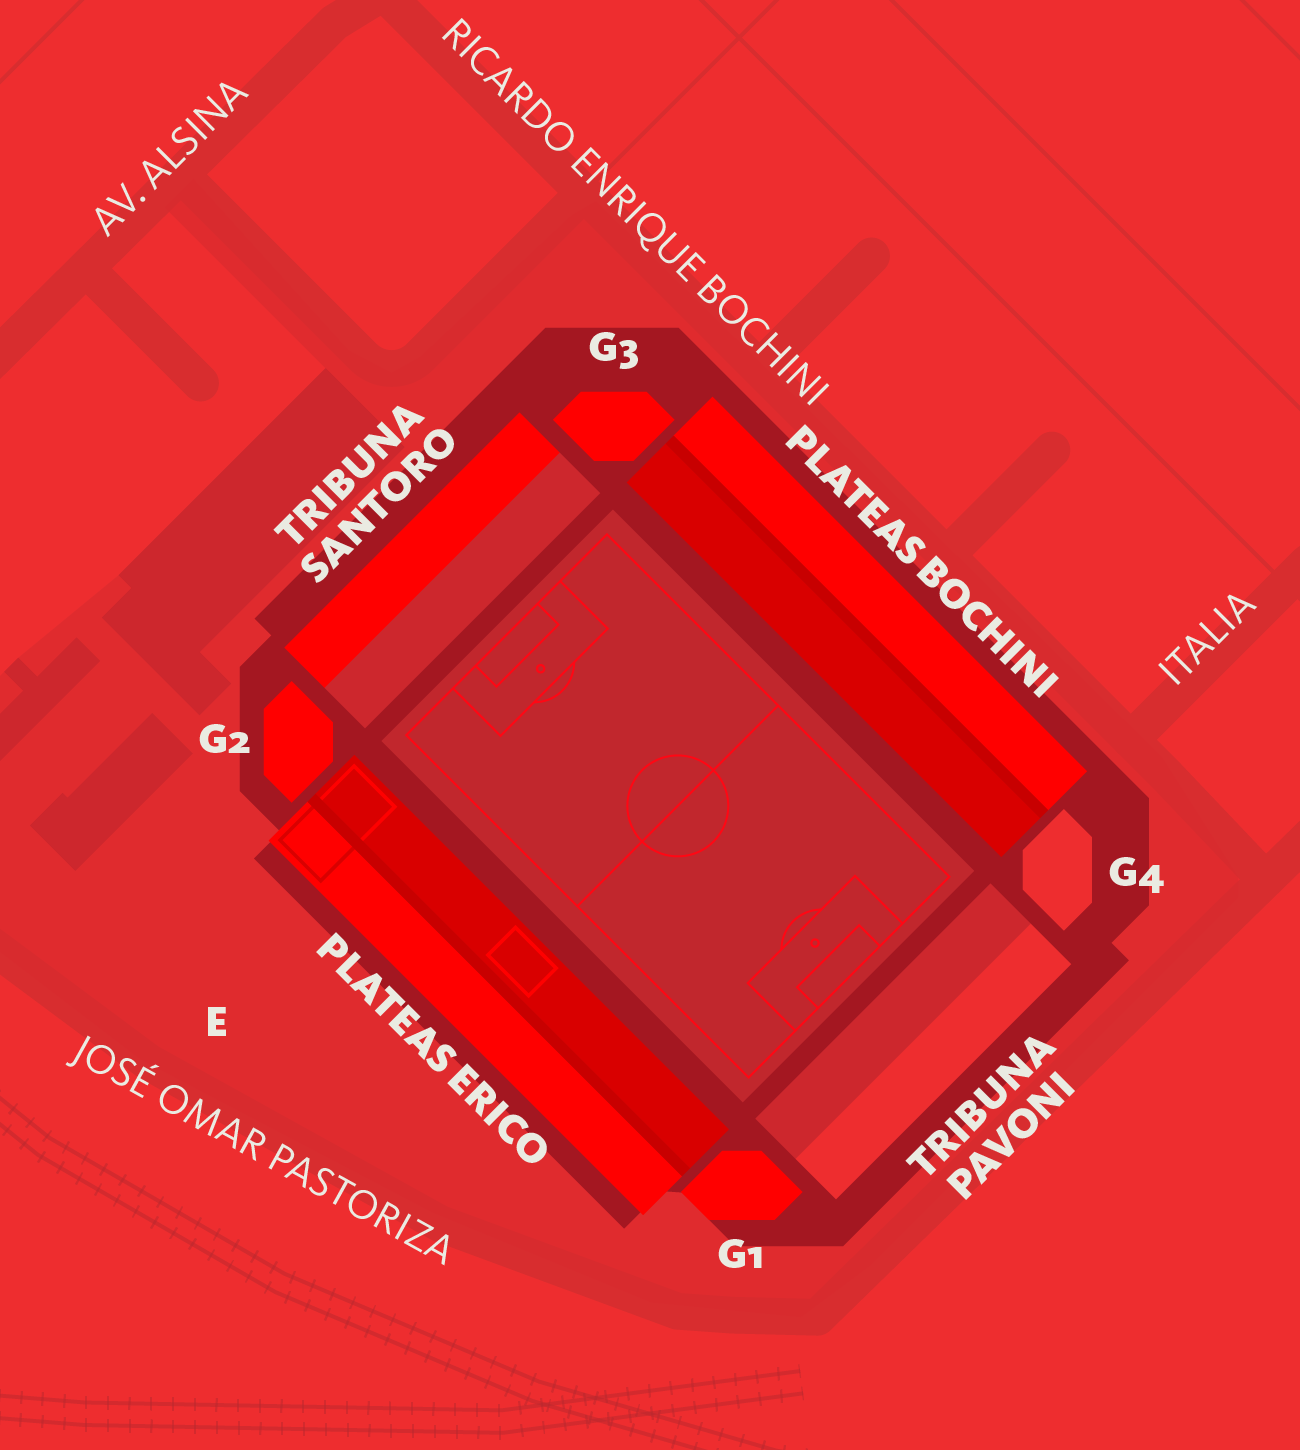 RICARDO ENRIQUE BOCHINI
AV. ALSINA
G3
TRIBUNA
SANTORO
PLATEAS BOCHINI
ITALIA
G2
G4
PLATEAS ERICO
E
JOSÉ OMAR PASTORIZA
TRIBUNA
PAVONI
G1